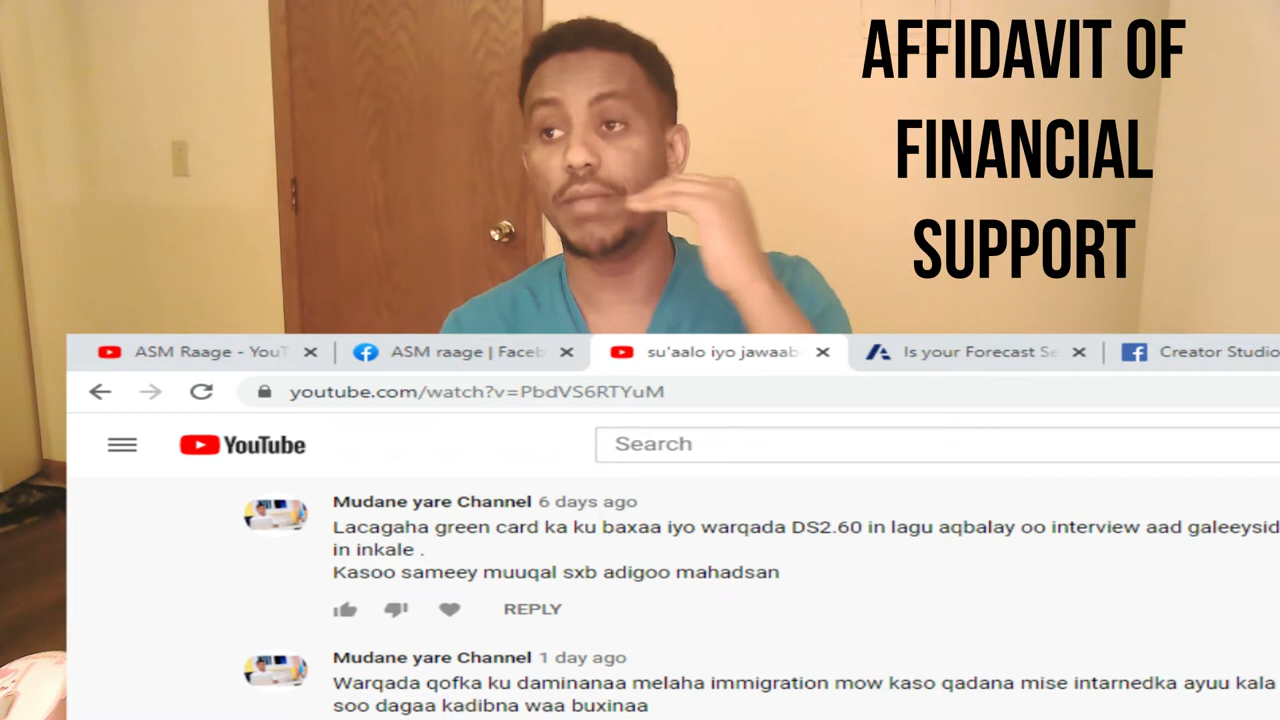 AFFIDAVIT OF
FINANCIAL
SUPPORT
ASM Raage - YouT
ASM raage | Faceb
su'aalo iyo jawaab
Is your Forecast Se
Creator Studio
youtube.com/watch?v=PbdVS6RTYuM
YouTube
Search
Mudane yare Channel 6 days ago
Lacagaha green card ka ku baxaa iyo warqada DS2.60 in lagu aqbalay oo interview aad galeeysid
in inkale .
Kasoo sameey muuqal sxb adigoo mahadsan
REPLY
Mudane yare Channel 1 day ago
Warqada qofka ku daminanaa melaha immigration mow kaso qadana mise intarnedka ayuu kala
soo dagaa kadibna waa buxinaa